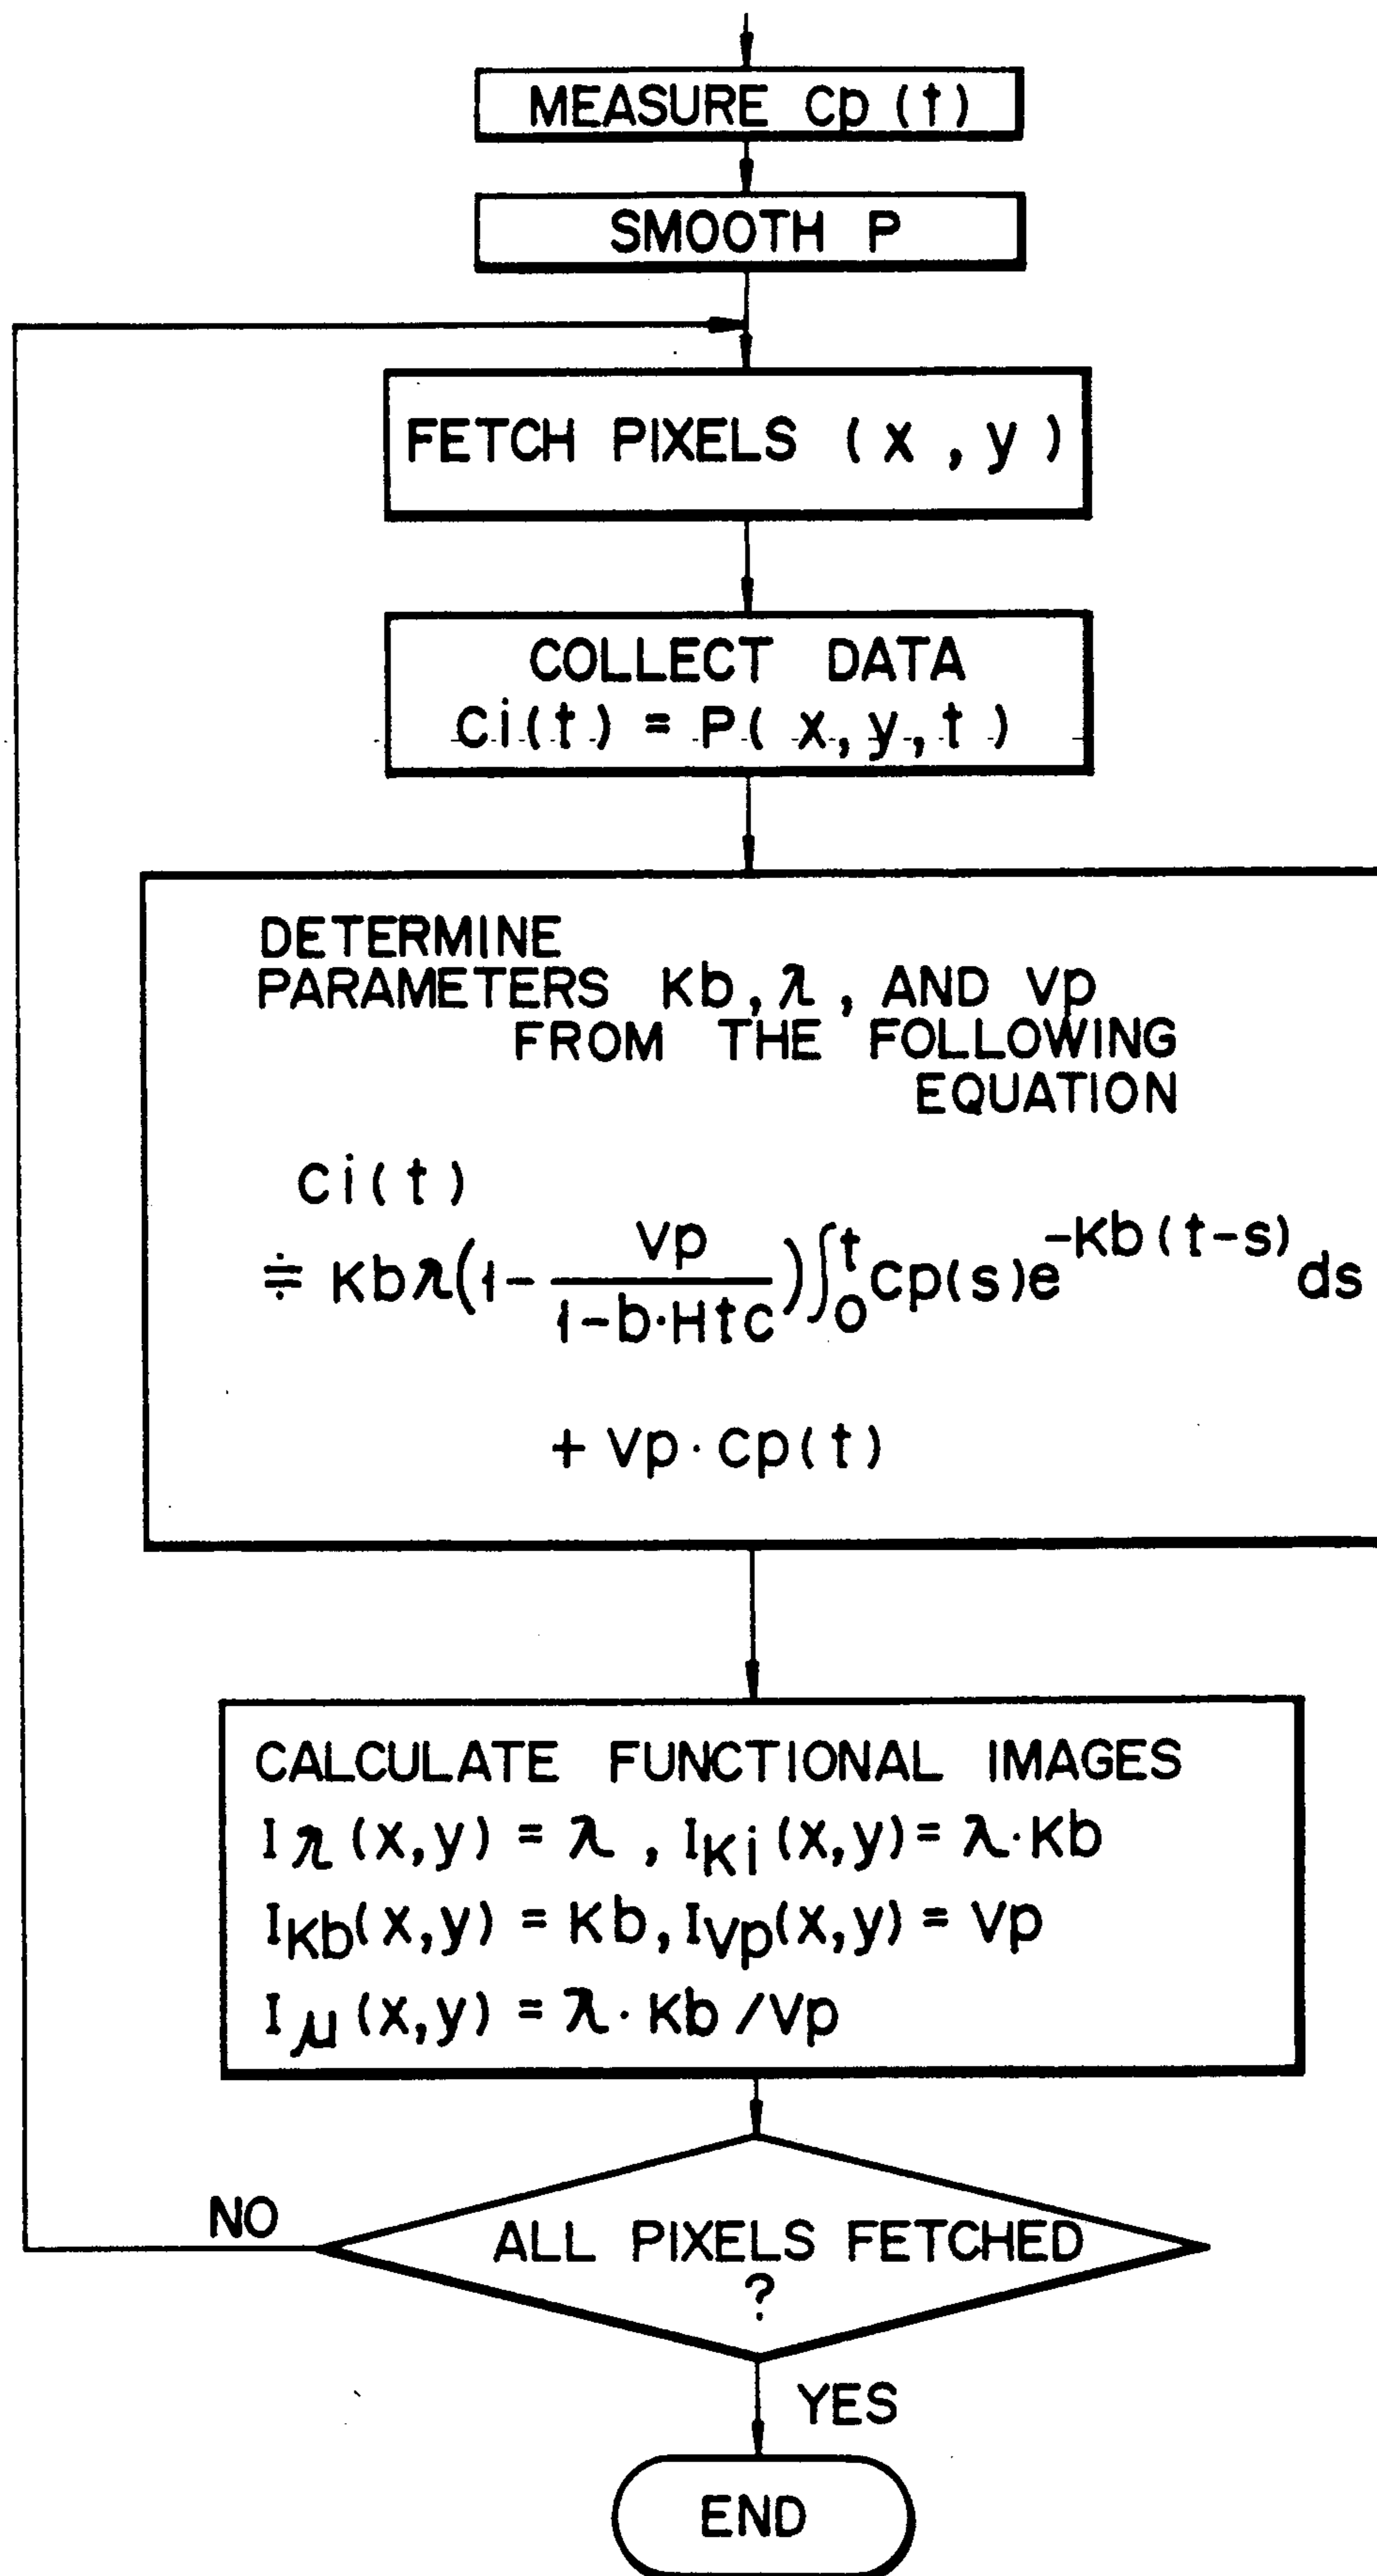 MEASURE Cp (t)
SMOOTH P
FETCH PIXELS (x , y)
COLLECT DATA
Ci(t) = P( x, y, t )
DETERMINE
PARAMETERS Kb, λ, AND Vp
FROM THE FOLLOWING
EQUATION
Ci(t)
≑ Kbλ(1-Vp/(1-b·Htc))∫₀ᵗCp(s)e^-Kb(t-s) ds
+ Vp·Cp(t)
CALCULATE FUNCTIONAL IMAGES
Iλ(x,y) = λ , IKi(x,y)= λ·Kb
IKb(x,y) = Kb, IVp(x,y) = Vp
Iμ(x,y) = λ·Kb/Vp
NO
ALL PIXELS FETCHED
?
YES
END